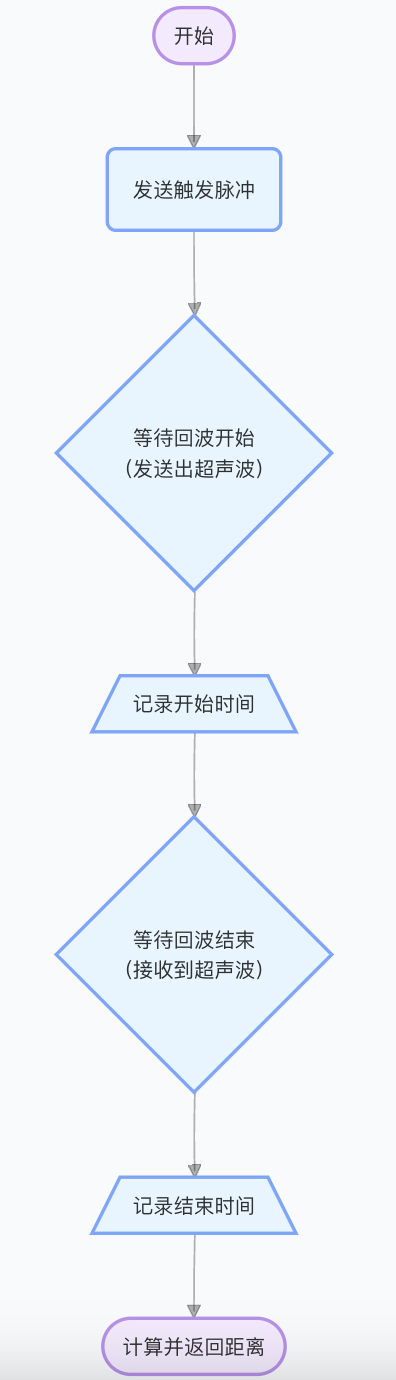 开始
发送触发脉冲
等待回波开始
（发送出超声波）
记录开始时间
等待回波结束
（接收到超声波）
记录结束时间
计算并返回距离